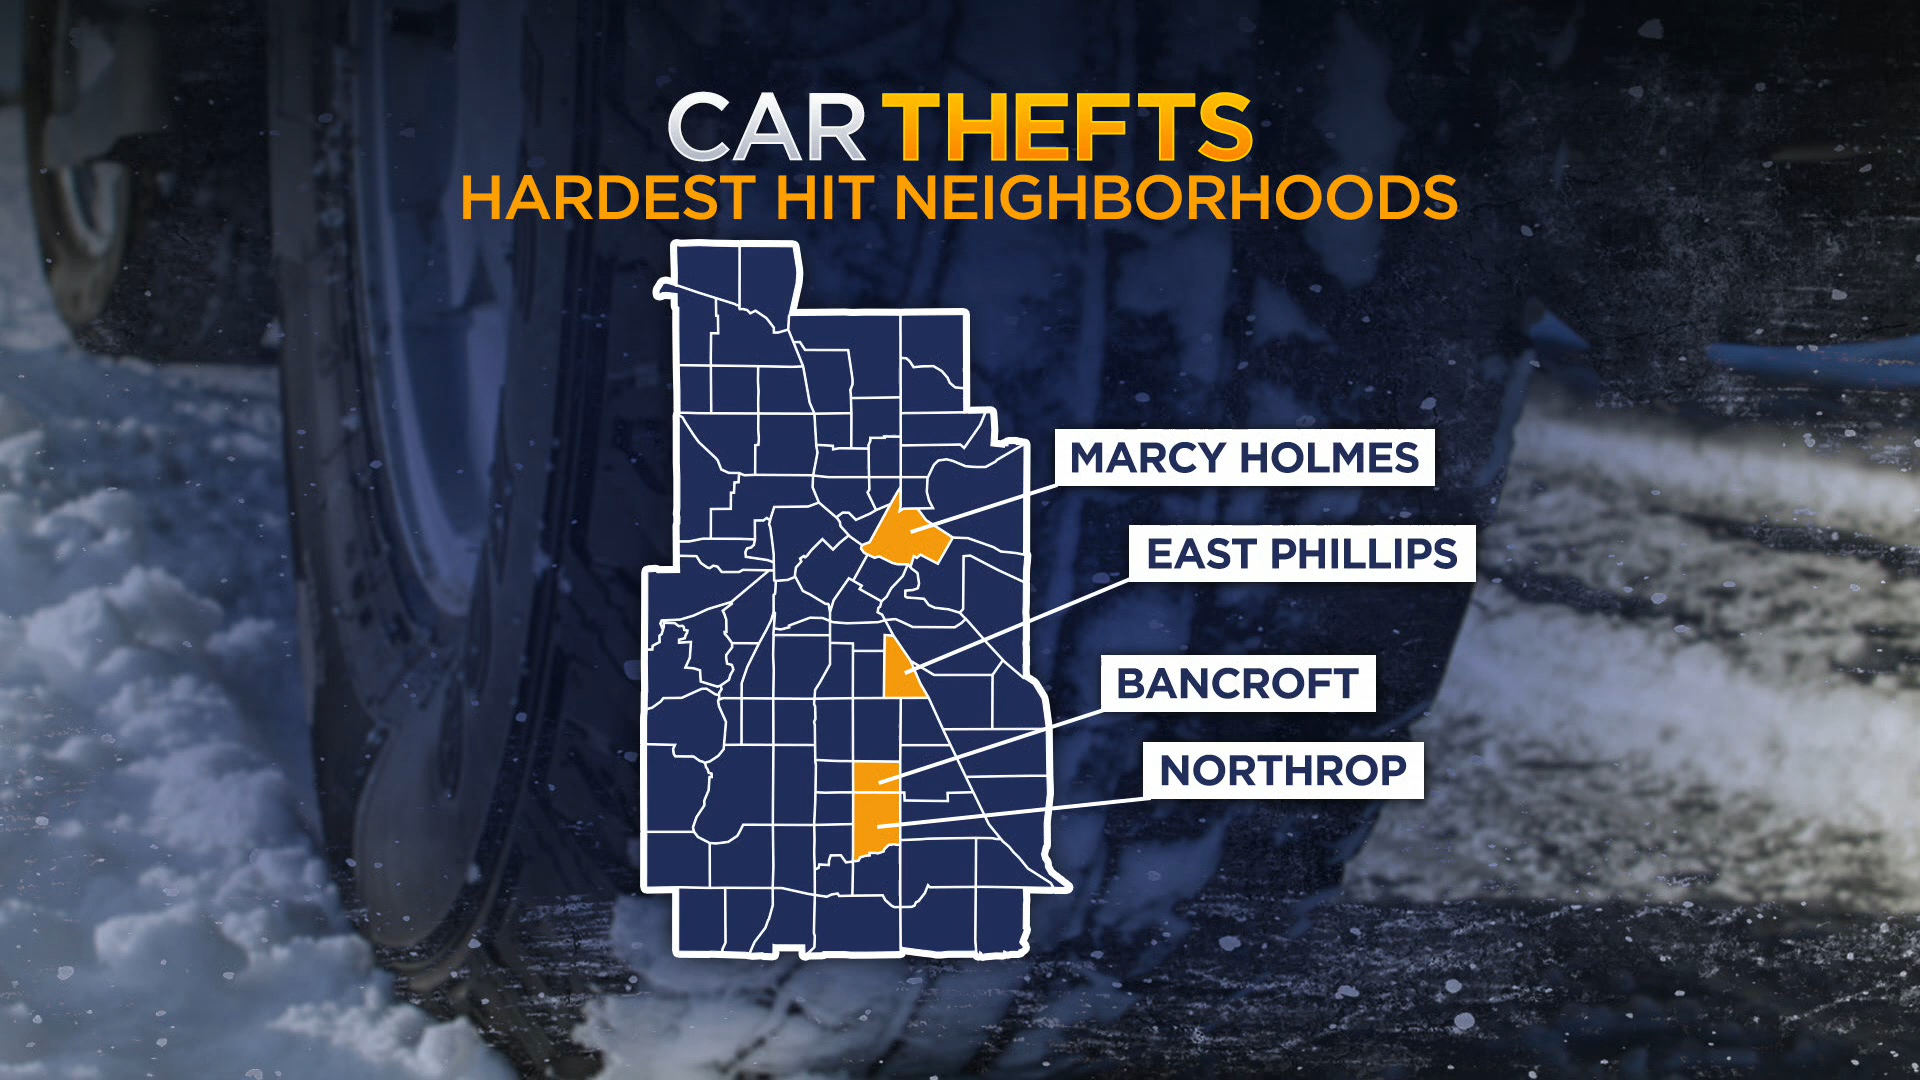 CAR THEFTS
HARDEST HIT NEIGHBORHOODS
MARCY HOLMES
EAST PHILLIPS
BANCROFT
NORTHROP